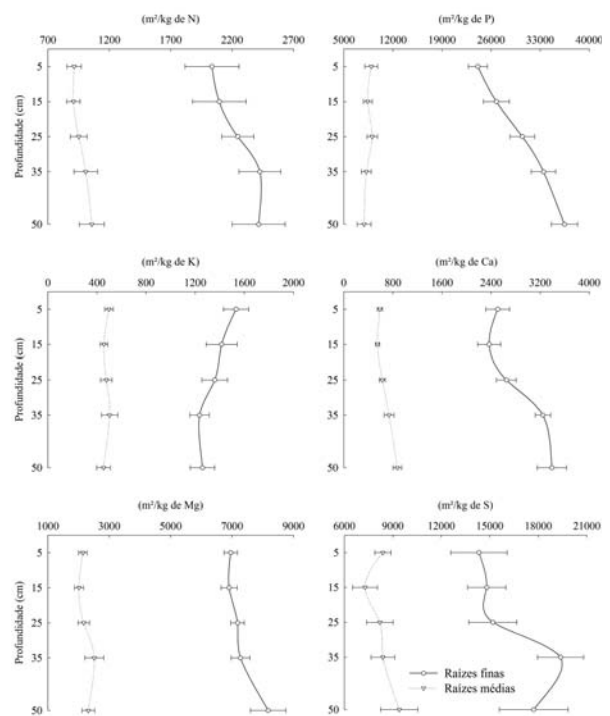 (m²/kg de N)
700 1200 1700 2200 2700
Profundidade (cm)
5
15
25
35
50
(m²/kg de P)
5000 12000 19000 26000 33000 40000
5
15
25
35
50
(m²/kg de K)
0 400 800 1200 1600 2000
Profundidade (cm)
5
15
25
35
50
(m²/kg de Ca)
0 800 1600 2400 3200 4000
5
15
25
35
50
(m²/kg de Mg)
1000 3000 5000 7000 9000
Profundidade (cm)
5
15
25
35
50
(m²/kg de S)
6000 9000 12000 15000 18000 21000
5
15
25
35
50
Raízes finas
Raízes médias